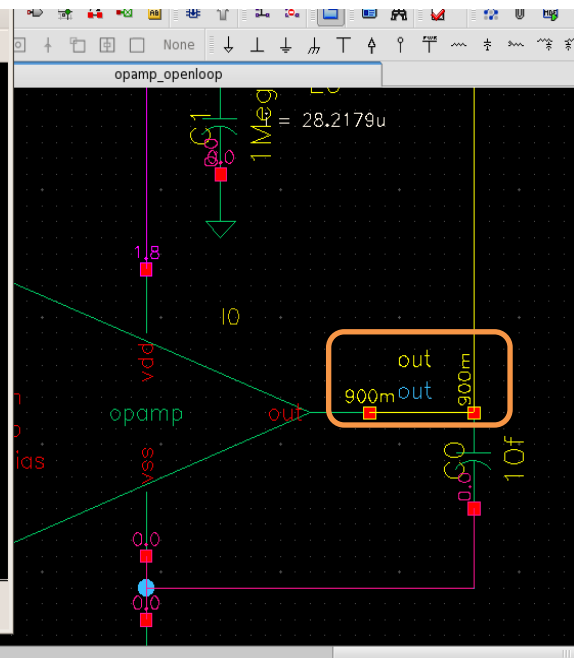 None
opamp_openloop
C1
1Meg
= 28.2179u
0.0
1.8
I0
vdd
out
900m
900m
out
opamp
out
ias
vss
C0
10f
0.0
0.0
0.0